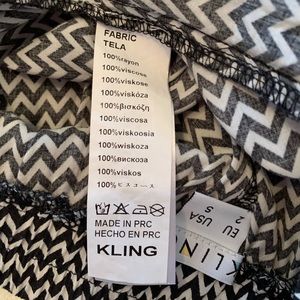 FABRIC
TELA
100%rayon
100%viscose
100%viskose
100%viskóza
100%βισκόζη
100%viscosa
100%viskoosia
100%wiskoza
100%вискоза
100%viskos
100%ビスコース
MADE IN PRC
HECHO EN PRC
KLING
KLIN
EU
USA
2
S